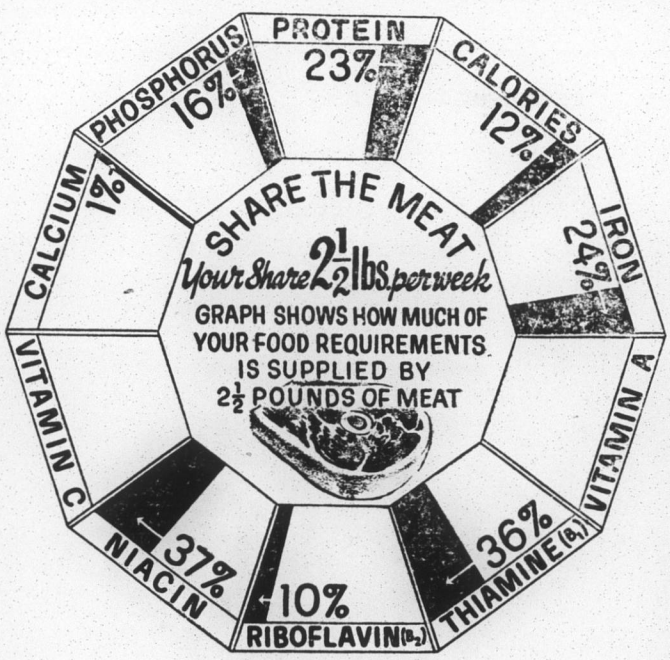 PROTEIN
23%
CALORIES
12%
IRON
24%
VITAMIN A
THIAMINE (B₁)
36%
RIBOFLAVIN (B₂)
10%
NIACIN
37%
VITAMIN C
CALCIUM
1%
PHOSPHORUS
16%
SHARE THE MEAT
Your Share 2½ lbs. per week
GRAPH SHOWS HOW MUCH OF
YOUR FOOD REQUIREMENTS
IS SUPPLIED BY
2½ POUNDS OF MEAT